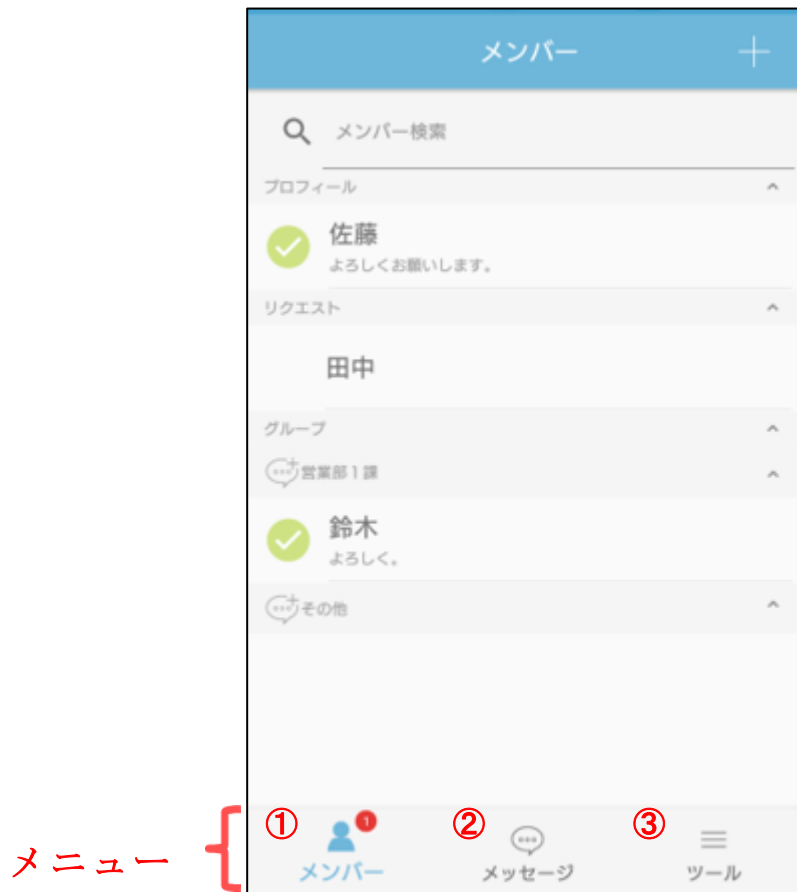 メンバー
メンバー検索
プロフィール
佐藤
よろしくお願いします。
リクエスト
田中
グループ
営業部1課
鈴木
よろしく。
その他
① 1 ② ③
メニュー
メンバー メッセージ ツール